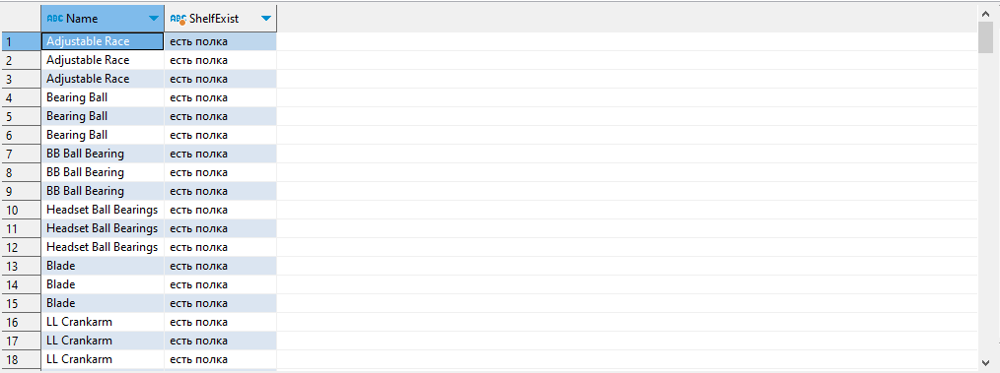 ABC Name ABC ShelfExist
1 Adjustable Race есть полка
2 Adjustable Race есть полка
3 Adjustable Race есть полка
4 Bearing Ball есть полка
5 Bearing Ball есть полка
6 Bearing Ball есть полка
7 BB Ball Bearing есть полка
8 BB Ball Bearing есть полка
9 BB Ball Bearing есть полка
10 Headset Ball Bearings есть полка
11 Headset Ball Bearings есть полка
12 Headset Ball Bearings есть полка
13 Blade есть полка
14 Blade есть полка
15 Blade есть полка
16 LL Crankarm есть полка
17 LL Crankarm есть полка
18 LL Crankarm есть полка